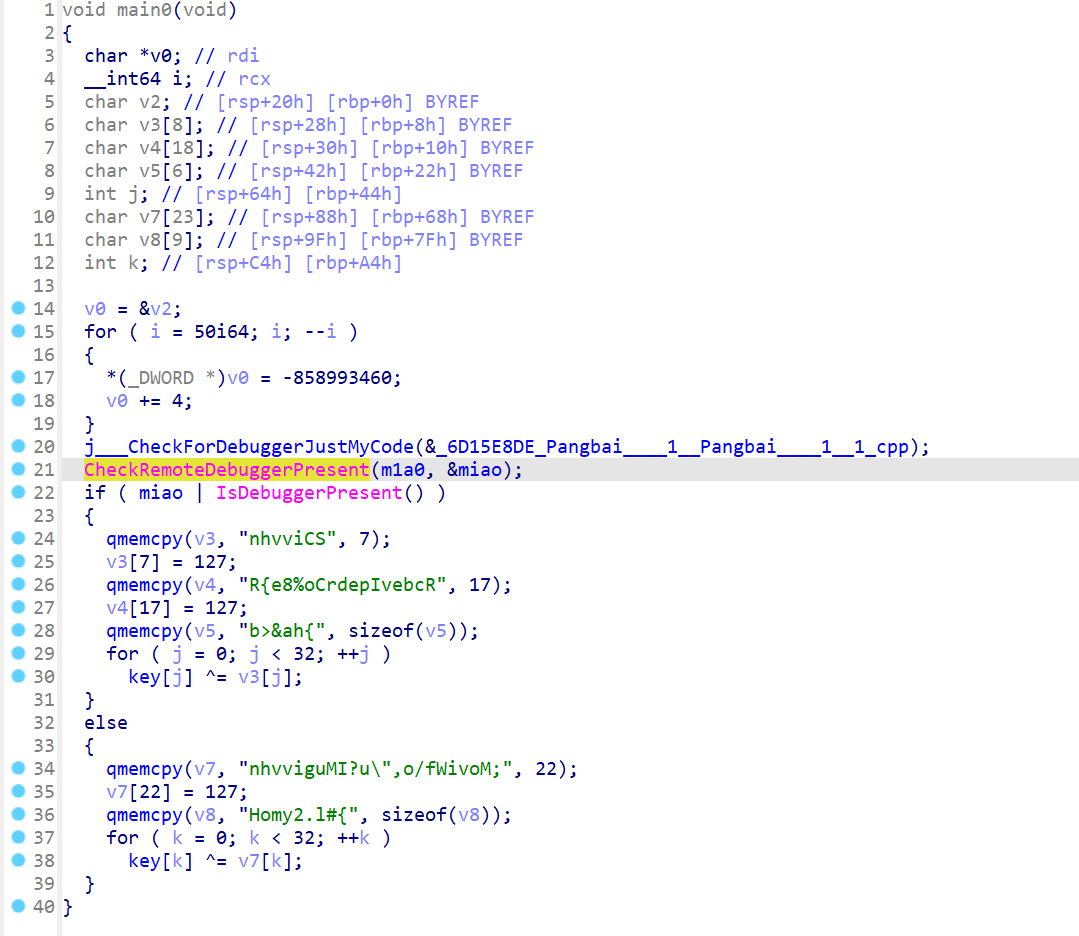 1 void main0(void)
2 {
3 char *v0; // rdi
4 __int64 i; // rcx
5 char v2; // [rsp+20h] [rbp+0h] BYREF
6 char v3[8]; // [rsp+28h] [rbp+8h] BYREF
7 char v4[18]; // [rsp+30h] [rbp+10h] BYREF
8 char v5[6]; // [rsp+42h] [rbp+22h] BYREF
9 int j; // [rsp+64h] [rbp+44h]
10 char v7[23]; // [rsp+88h] [rbp+68h] BYREF
11 char v8[9]; // [rsp+9Fh] [rbp+7Fh] BYREF
12 int k; // [rsp+C4h] [rbp+A4h]
13
14 v0 = &v2;
15 for ( i = 50i64; i; --i )
16 {
17 *(_DWORD *)v0 = -858993460;
18 v0 += 4;
19 }
20 j___CheckForDebuggerJustMyCode(&_6D15E8DE_Pangbai____1__Pangbai____1__1_cpp);
21 CheckRemoteDebuggerPresent(m1a0, &miao);
22 if ( miao | IsDebuggerPresent() )
23 {
24 qmemcpy(v3, "nhvviCS", 7);
25 v3[7] = 127;
26 qmemcpy(v4, "R{e8%oCrdepIvebcR", 17);
27 v4[17] = 127;
28 qmemcpy(v5, "b>&ah{", sizeof(v5));
29 for ( j = 0; j < 32; ++j )
30 key[j] ^= v3[j];
31 }
32 else
33 {
34 qmemcpy(v7, "nhvviguMI?u\",o/fWivoM;", 22);
35 v7[22] = 127;
36 qmemcpy(v8, "Homy2.l#{", sizeof(v8));
37 for ( k = 0; k < 32; ++k )
38 key[k] ^= v7[k];
39 }
40 }